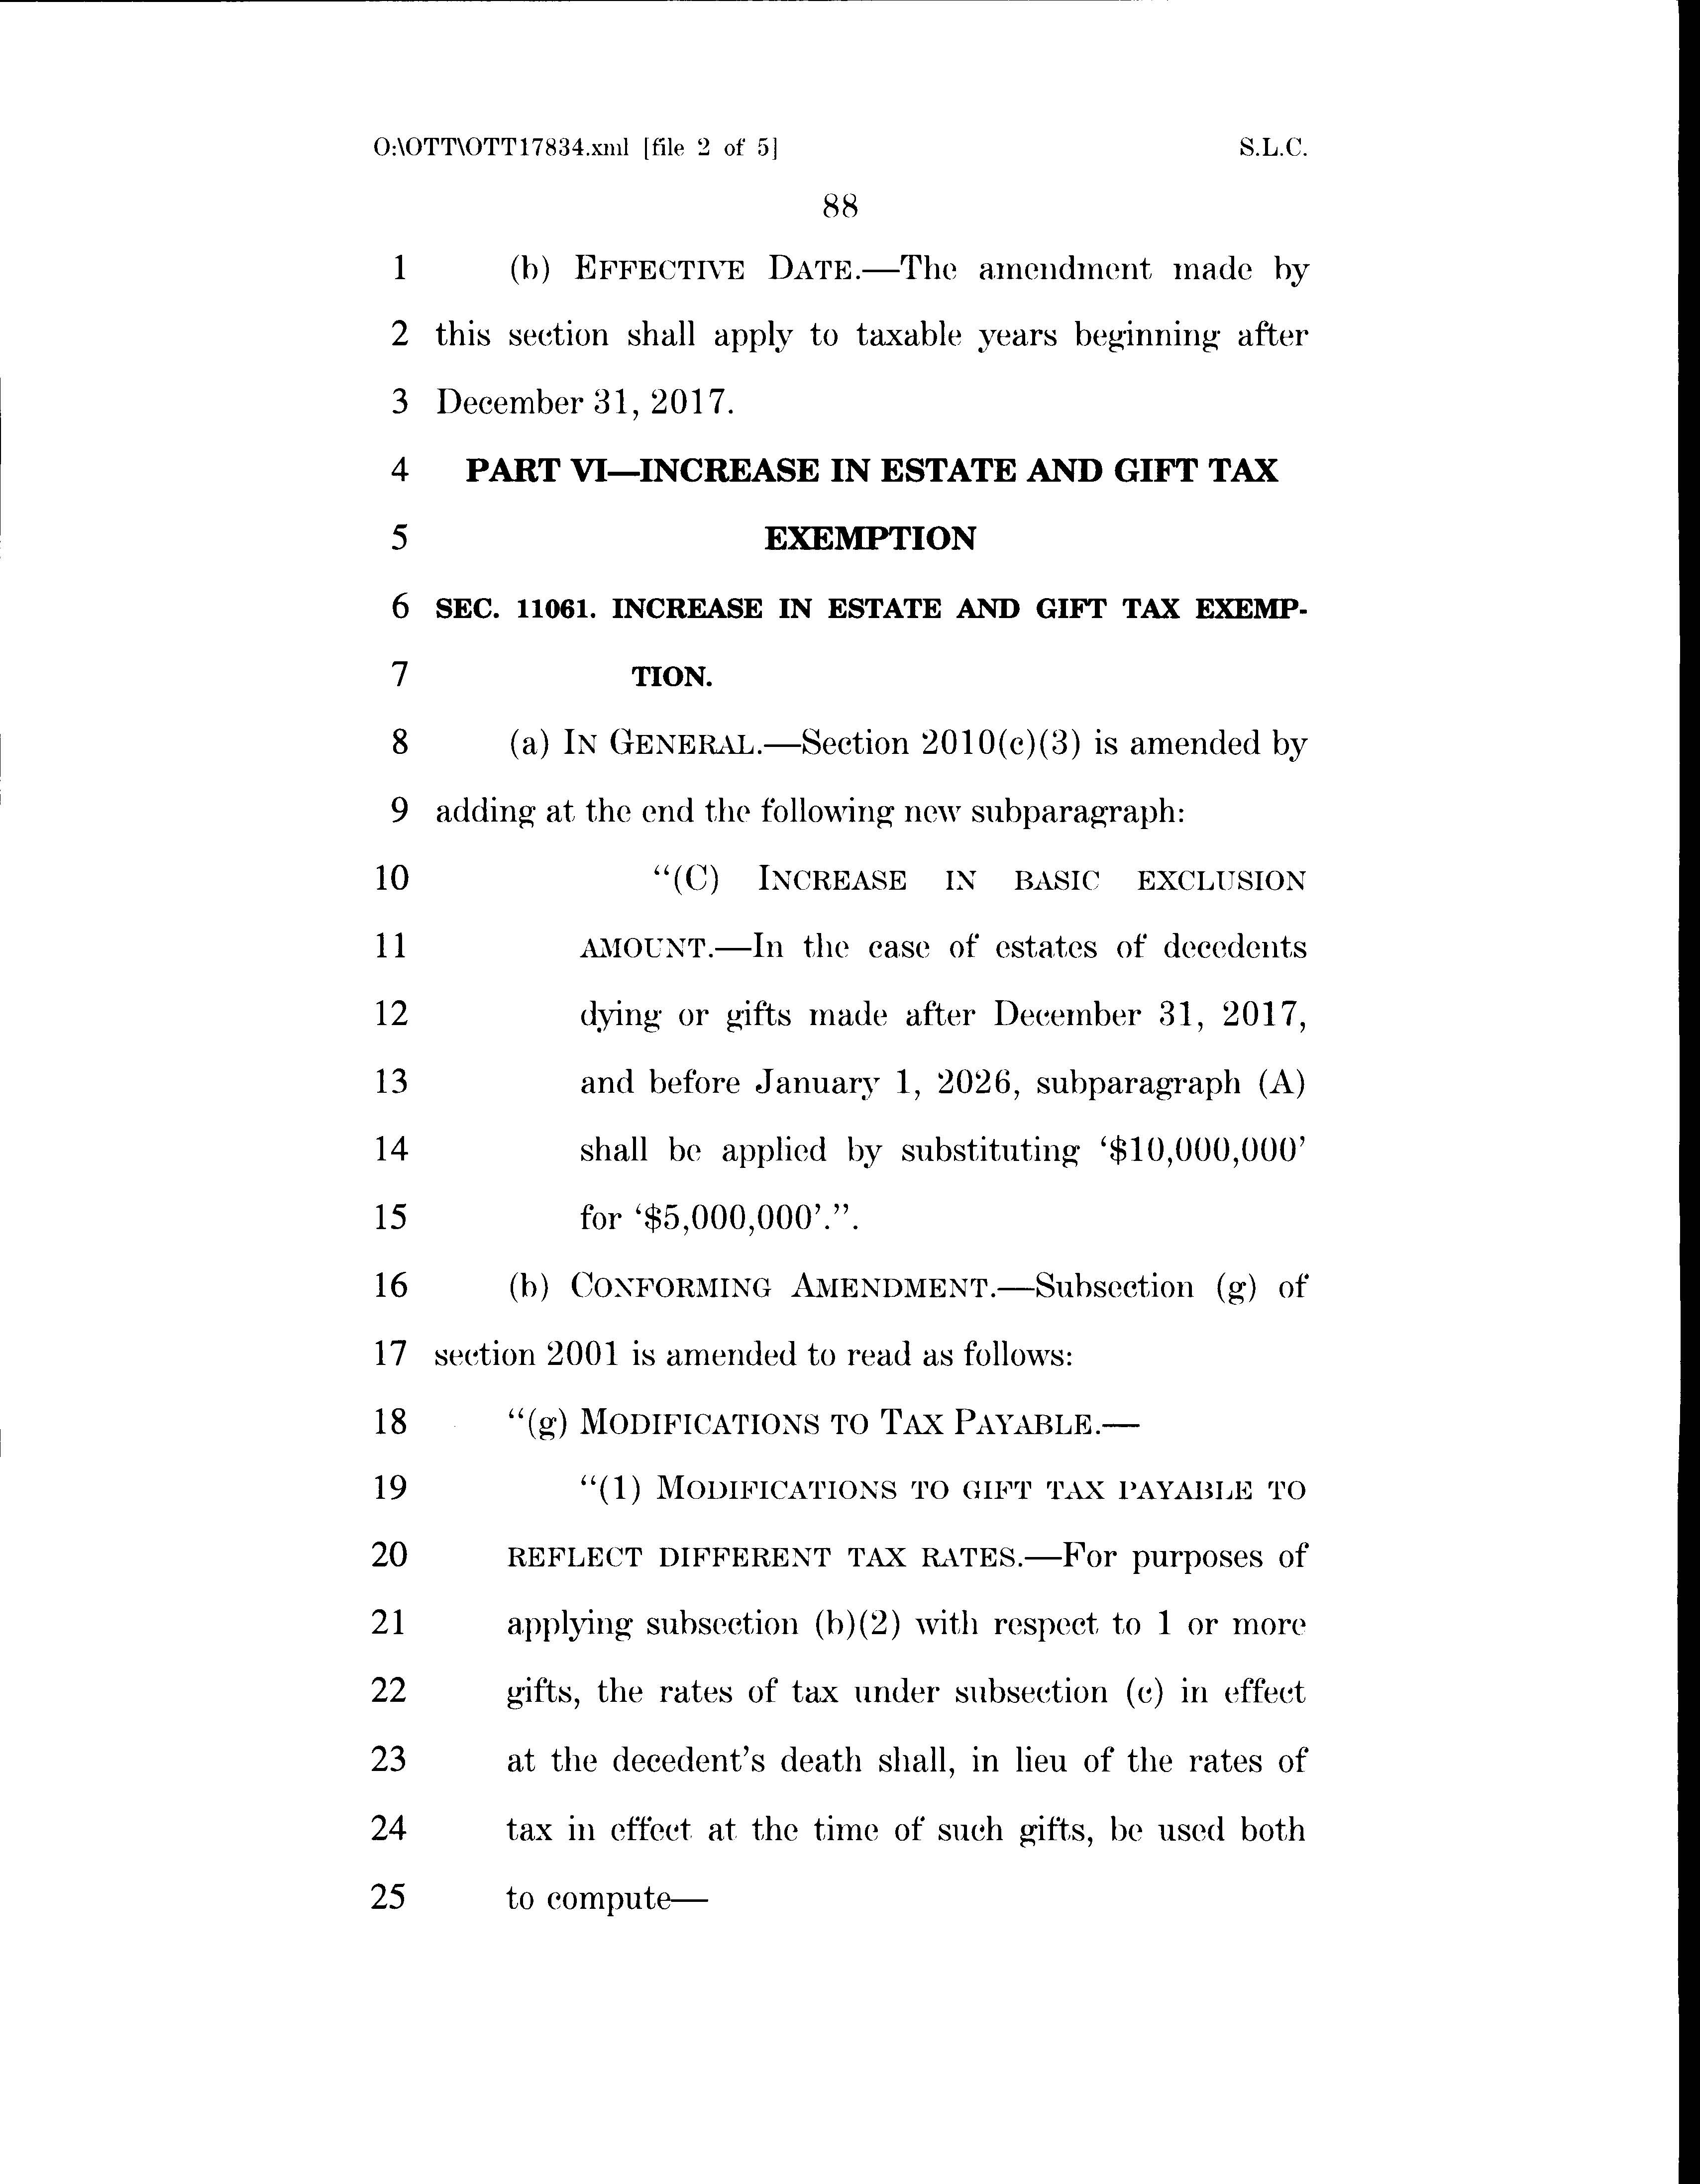 O:\OTT\OTT17834.xml [file 2 of 5] S.L.C.
88
1 (b) EFFECTIVE DATE.—The amendment made by
2 this section shall apply to taxable years beginning after
3 December 31, 2017.
4 PART VI—INCREASE IN ESTATE AND GIFT TAX
5 EXEMPTION
6 SEC. 11061. INCREASE IN ESTATE AND GIFT TAX EXEMP-
7 TION.
8 (a) IN GENERAL.—Section 2010(c)(3) is amended by
9 adding at the end the following new subparagraph:
10 “(C) INCREASE IN BASIC EXCLUSION
11 AMOUNT.—In the case of estates of decedents
12 dying or gifts made after December 31, 2017,
13 and before January 1, 2026, subparagraph (A)
14 shall be applied by substituting ‘$10,000,000’
15 for ‘$5,000,000’.”.
16 (b) CONFORMING AMENDMENT.—Subsection (g) of
17 section 2001 is amended to read as follows:
18 “(g) MODIFICATIONS TO TAX PAYABLE.—
19 “(1) MODIFICATIONS TO GIFT TAX PAYABLE TO
20 REFLECT DIFFERENT TAX RATES.—For purposes of
21 applying subsection (b)(2) with respect to 1 or more
22 gifts, the rates of tax under subsection (c) in effect
23 at the decedent’s death shall, in lieu of the rates of
24 tax in effect at the time of such gifts, be used both
25 to compute—